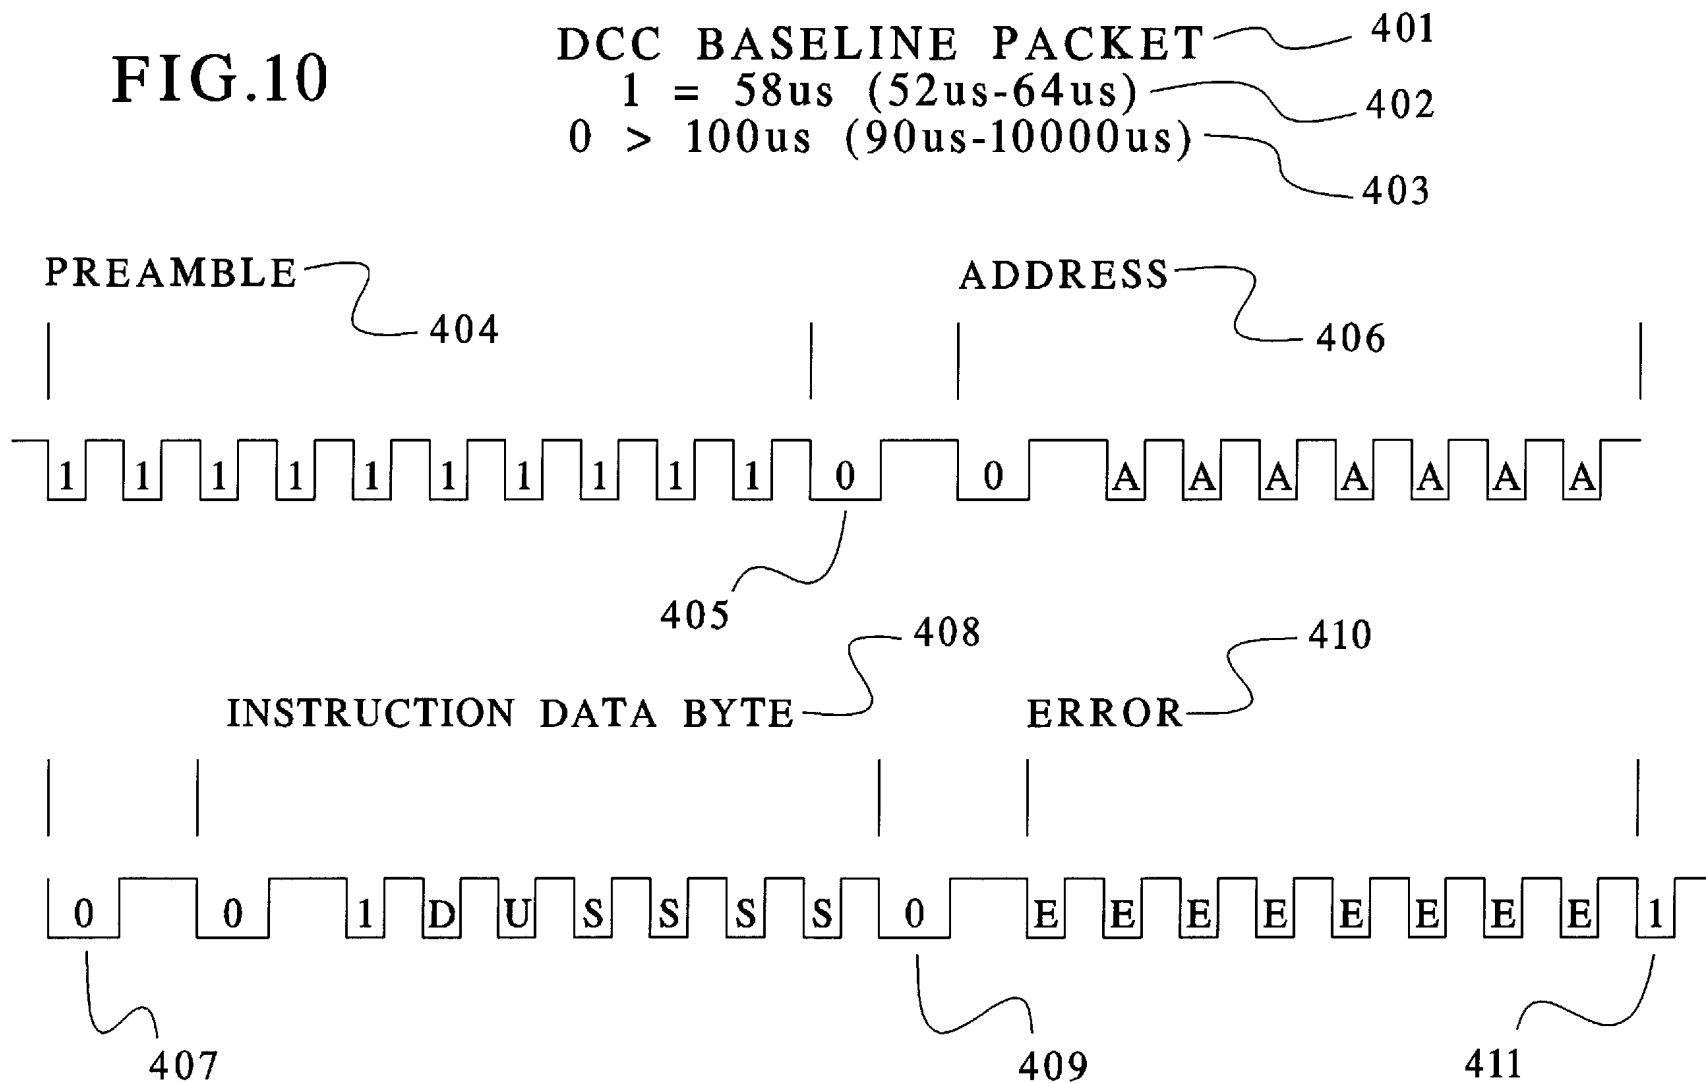 FIG.10
DCC BASELINE PACKET 401
1 = 58us (52us-64us) 402
0 > 100us (90us-10000us) 403
PREAMBLE 404
ADDRESS 406
1 1 1 1 1 1 1 1 1 1 0 0 A A A A A A A
405
INSTRUCTION DATA BYTE 408
ERROR 410
0 0 1 D U S S S S 0 E E E E E E E E 1
407
409
411